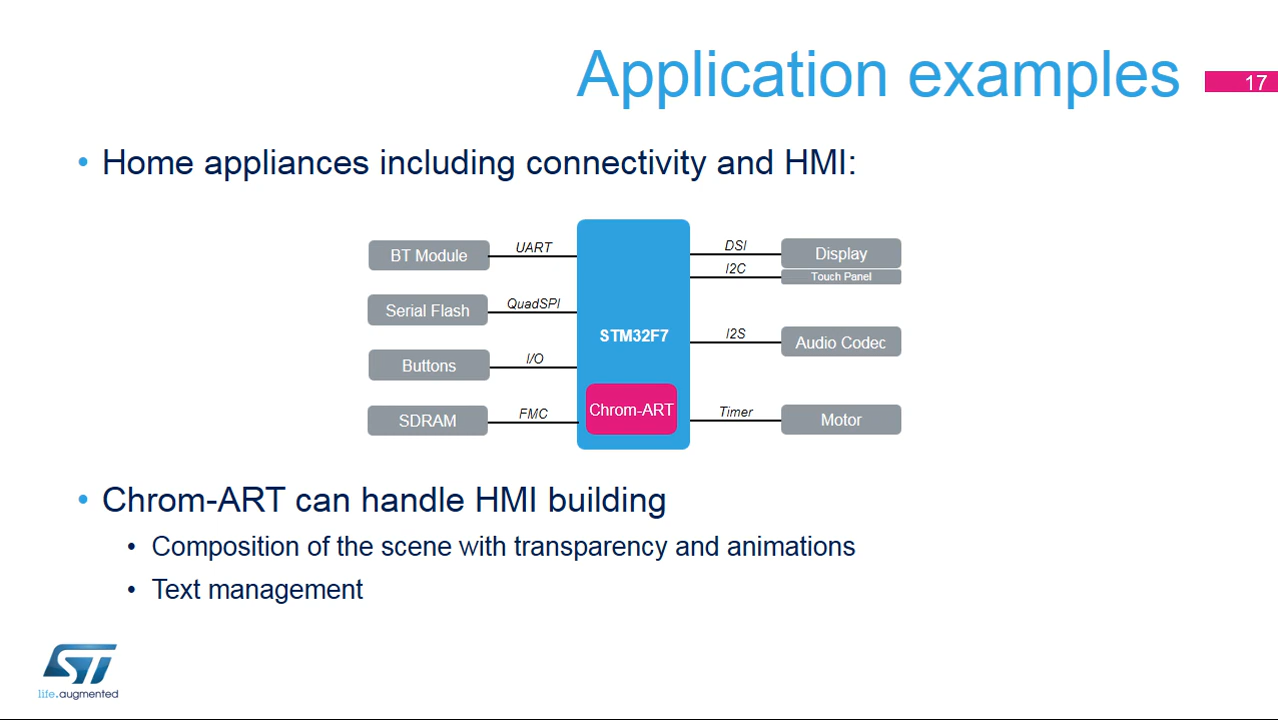 Application examples
17
• Home appliances including connectivity and HMI:
BT Module
UART
DSI
Display
I2C
Touch Panel
Serial Flash
QuadSPI
STM32F7
I2S
Audio Codec
Buttons
I/O
SDRAM
FMC
Chrom-ART
Timer
Motor
• Chrom-ART can handle HMI building
• Composition of the scene with transparency and animations
• Text management
ST
life.augmented